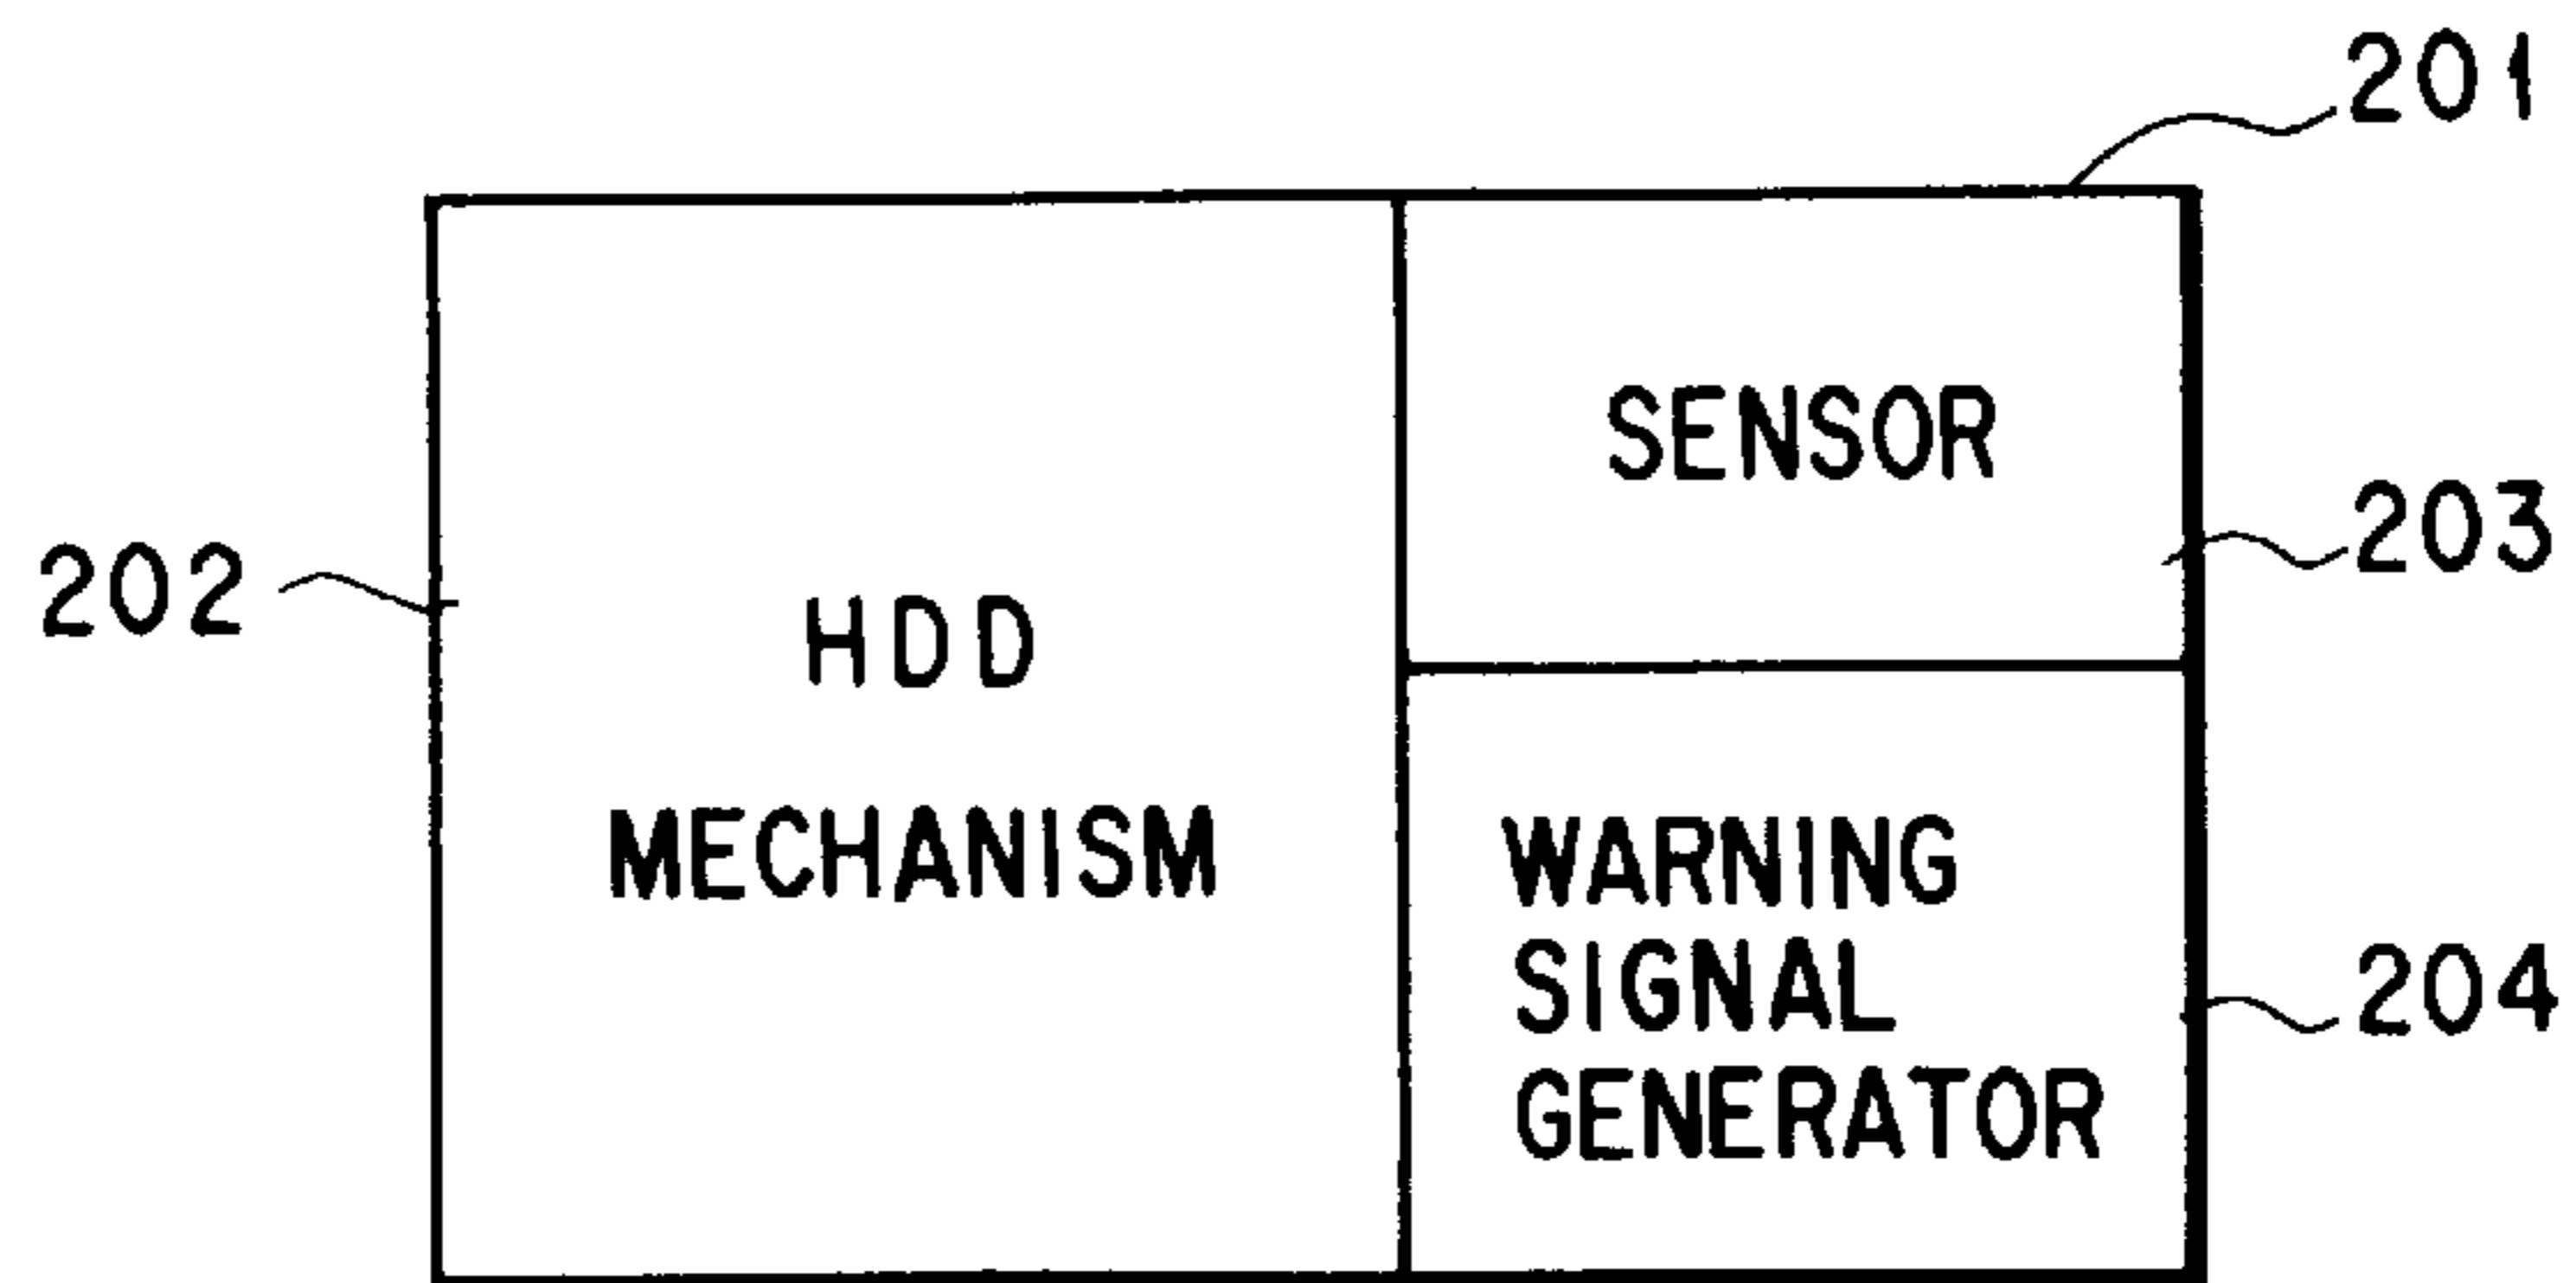 201
SENSOR
203
202
HDD
MECHANISM
WARNING
SIGNAL
GENERATOR
204